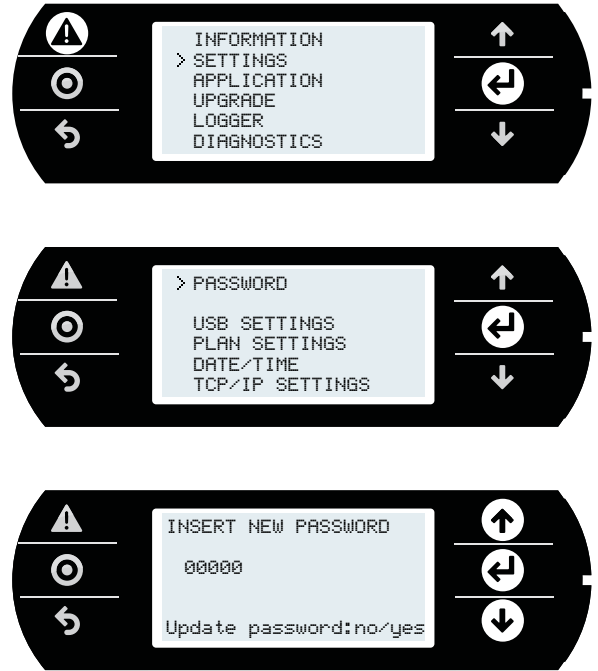 INFORMATION
> SETTINGS
APPLICATION
UPGRADE
LOGGER
DIAGNOSTICS
> PASSWORD
USB SETTINGS
PLAN SETTINGS
DATE/TIME
TCP/IP SETTINGS
INSERT NEW PASSWORD
00000
Update password:no/yes